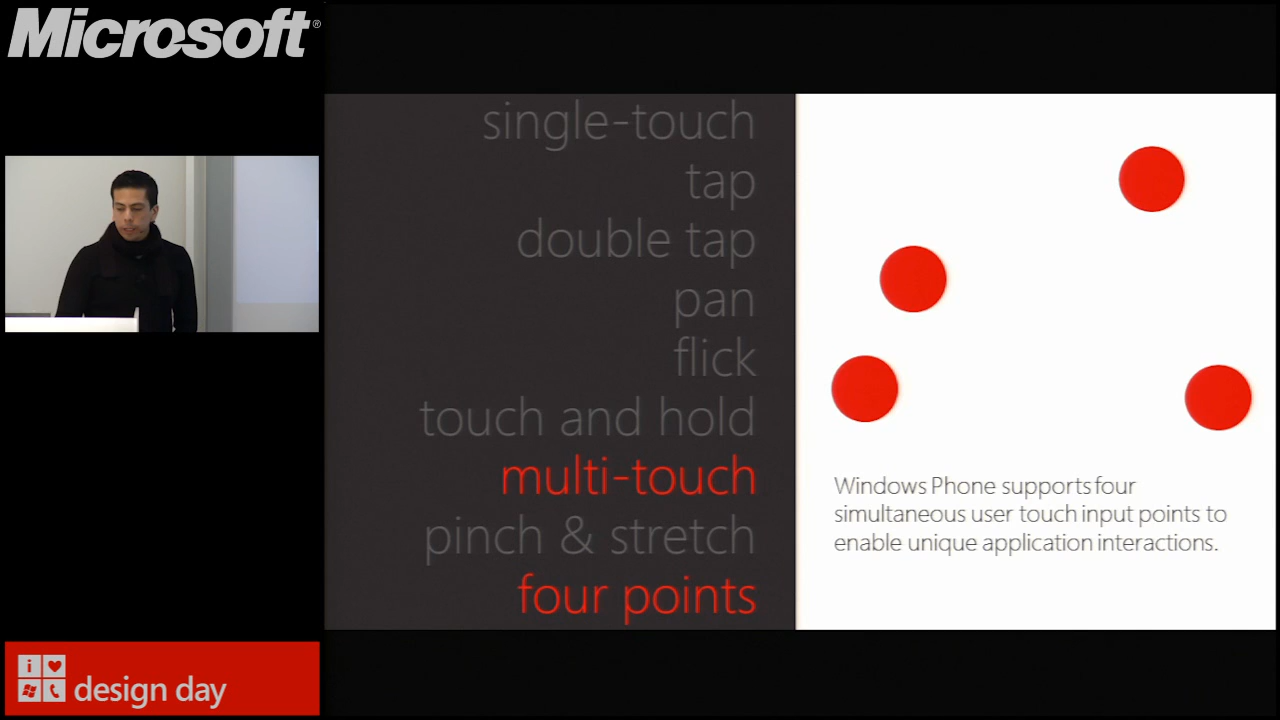 Microsoft®
single-touch
tap
double tap
pan
flick
touch and hold
multi-touch
pinch & stretch
four points
Windows Phone supports four
simultaneous user touch input points to
enable unique application interactions.
i
design day